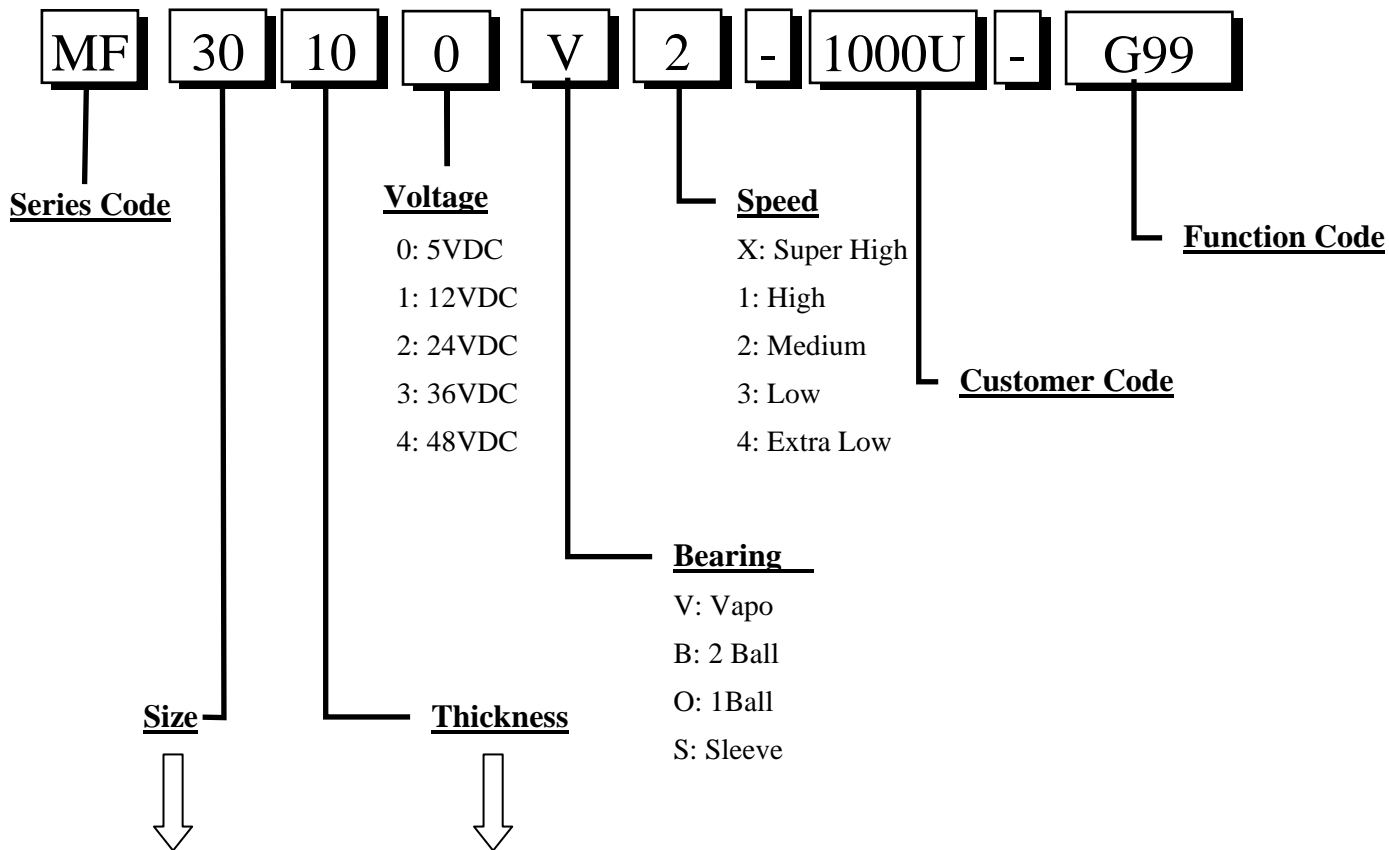 MF 30 10 0 V 2 - 1000U - G99
Series Code
Voltage
0: 5VDC
1: 12VDC
2: 24VDC
3: 36VDC
4: 48VDC
Speed
X: Super High
1: High
2: Medium
3: Low
4: Extra Low
Function Code
Customer Code
Bearing
V: Vapo
B: 2 Ball
O: 1Ball
S: Sleeve
Size
Thickness